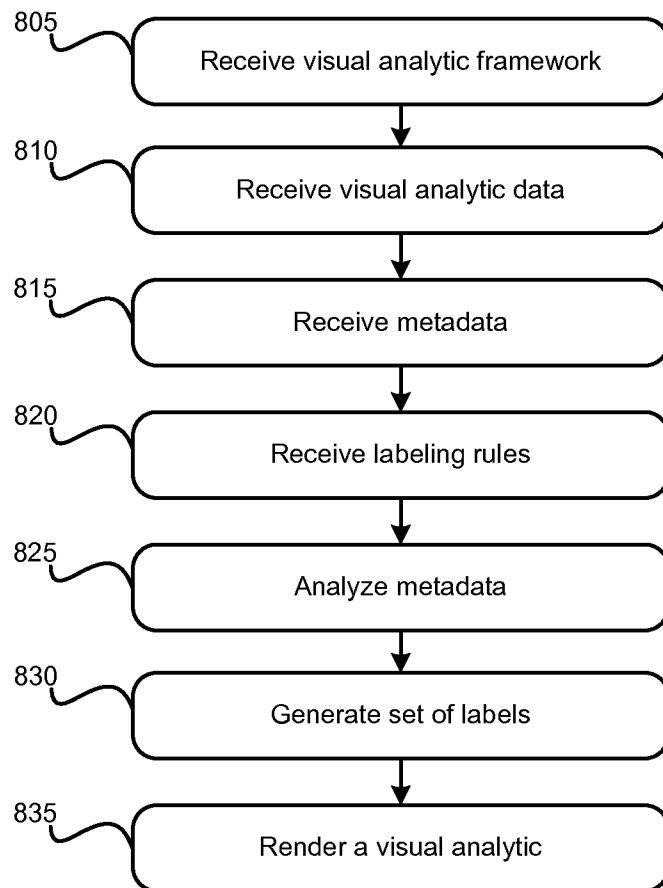 805
Receive visual analytic framework
810
Receive visual analytic data
815
Receive metadata
820
Receive labeling rules
825
Analyze metadata
830
Generate set of labels
835
Render a visual analytic